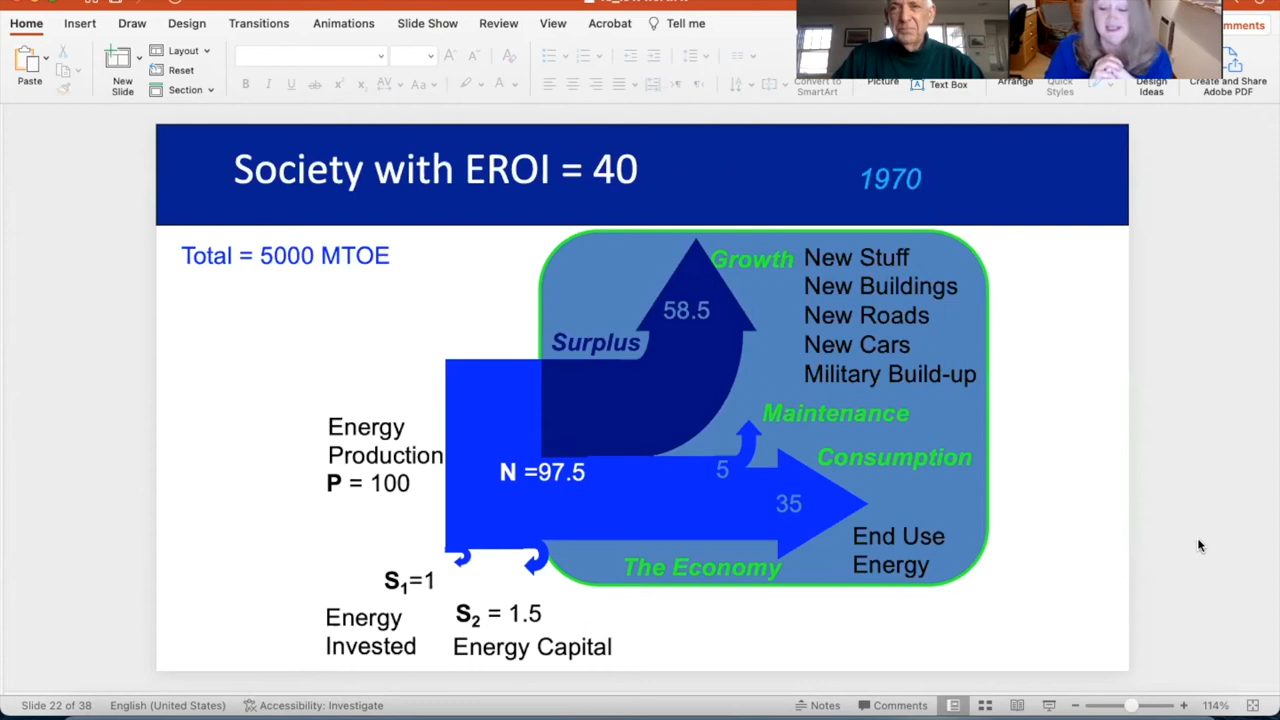 Home Insert Draw Design Transitions Animations Slide Show Review View Acrobat Tell me
Paste
New
Slide
Layout
Reset
Section
Convert to
SmartArt
Picture
Text Box
Arrange
Quick
Styles
Design
Ideas
Create and Share
Adobe PDF
Society with EROI = 40
1970
Total = 5000 MTOE
Growth
New Stuff
New Buildings
New Roads
New Cars
Military Build-up
58.5
Surplus
Maintenance
Energy
Production
P = 100
N =97.5
5
Consumption
35
End Use
Energy
The Economy
S1=1
Energy
Invested
S2 = 1.5
Energy Capital
Slide 22 of 38 English (United States) Accessibility: Investigate Notes Comments 114%